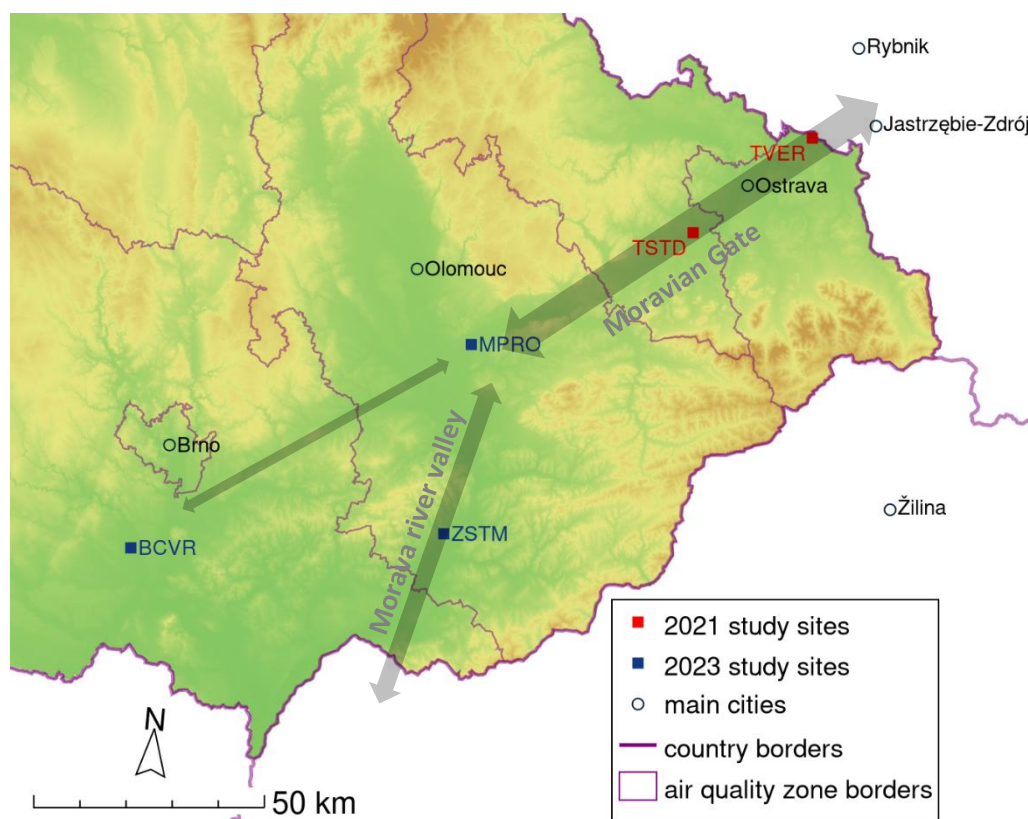 Rybnik
Jastrzębie-Zdrój
TVER
Ostrava
TSTD
Moravian Gate
Olomouc
MPRO
Morava river valley
Brno
BCVR
ZSTM
Žilina
2021 study sites
2023 study sites
main cities
country borders
air quality zone borders
N
50 km